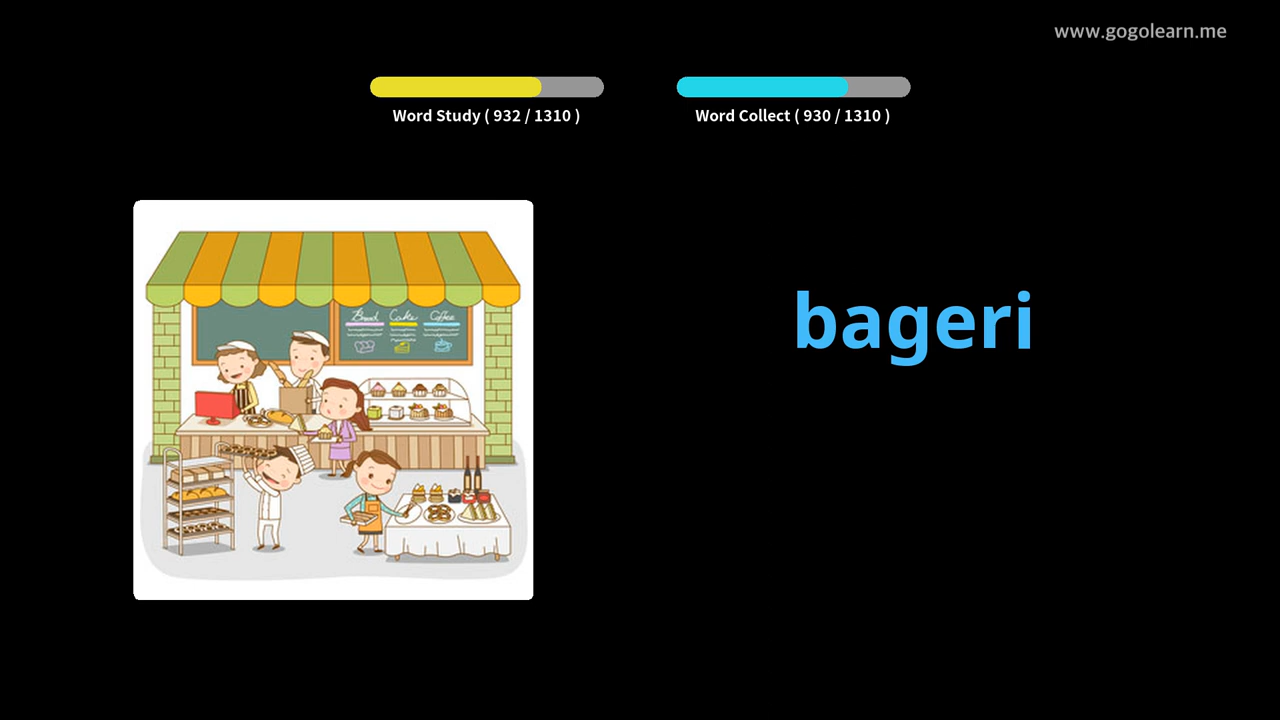 www.gogolearn.me
Word Study ( 932 / 1310 )
Word Collect ( 930 / 1310 )
Bread Cake Coffee
bageri